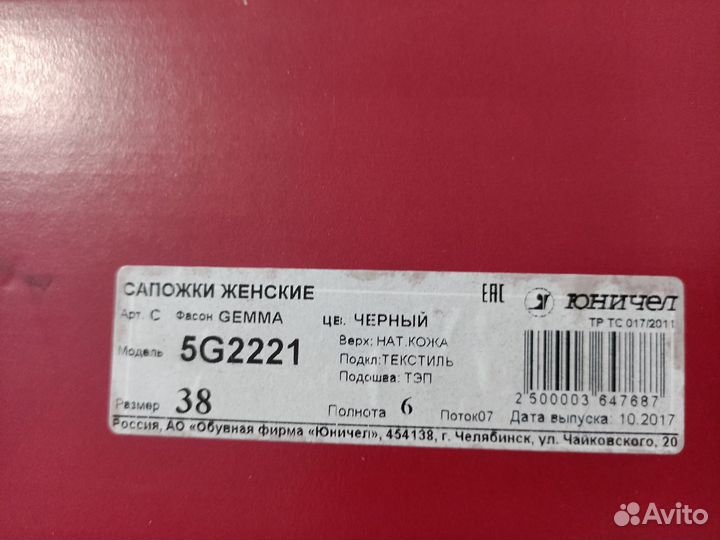 САПОЖКИ ЖЕНСКИЕ ЕАС ЮНИЧЕЛ
Арт. С Фасон GEMMA ЦВ. ЧЕРНЫЙ ТР ТС 017/2011
Верх: НАТ.КОЖА
Модель 5G2221 Подкл:ТЕКСТИЛЬ
Подошва: ТЭП
2 500003 647687
Размер 38 Полнота 6 Поток07 Дата выпуска: 10.2017
Россия, АО «Обувная фирма «Юничел», 454138, г. Челябинск, ул. Чайковского, 20
Avito